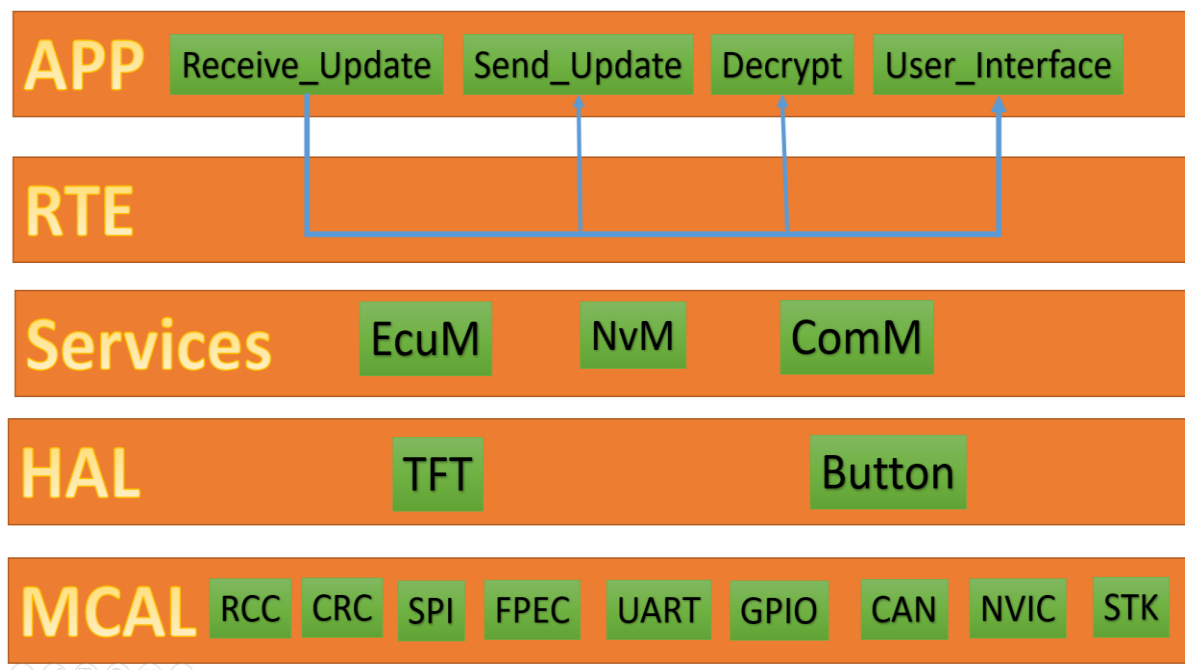 APP Receive_Update Send_Update Decrypt User_Interface
RTE
Services EcuM NvM ComM
HAL TFT Button
MCAL RCC CRC SPI FPEC UART GPIO CAN NVIC STK